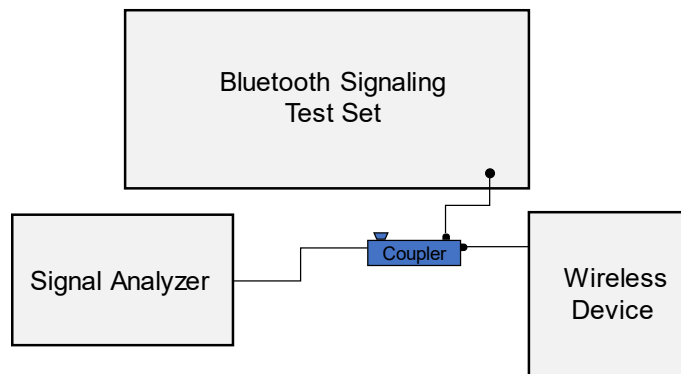 Bluetooth Signaling
Test Set
Signal Analyzer
Coupler
Wireless
Device